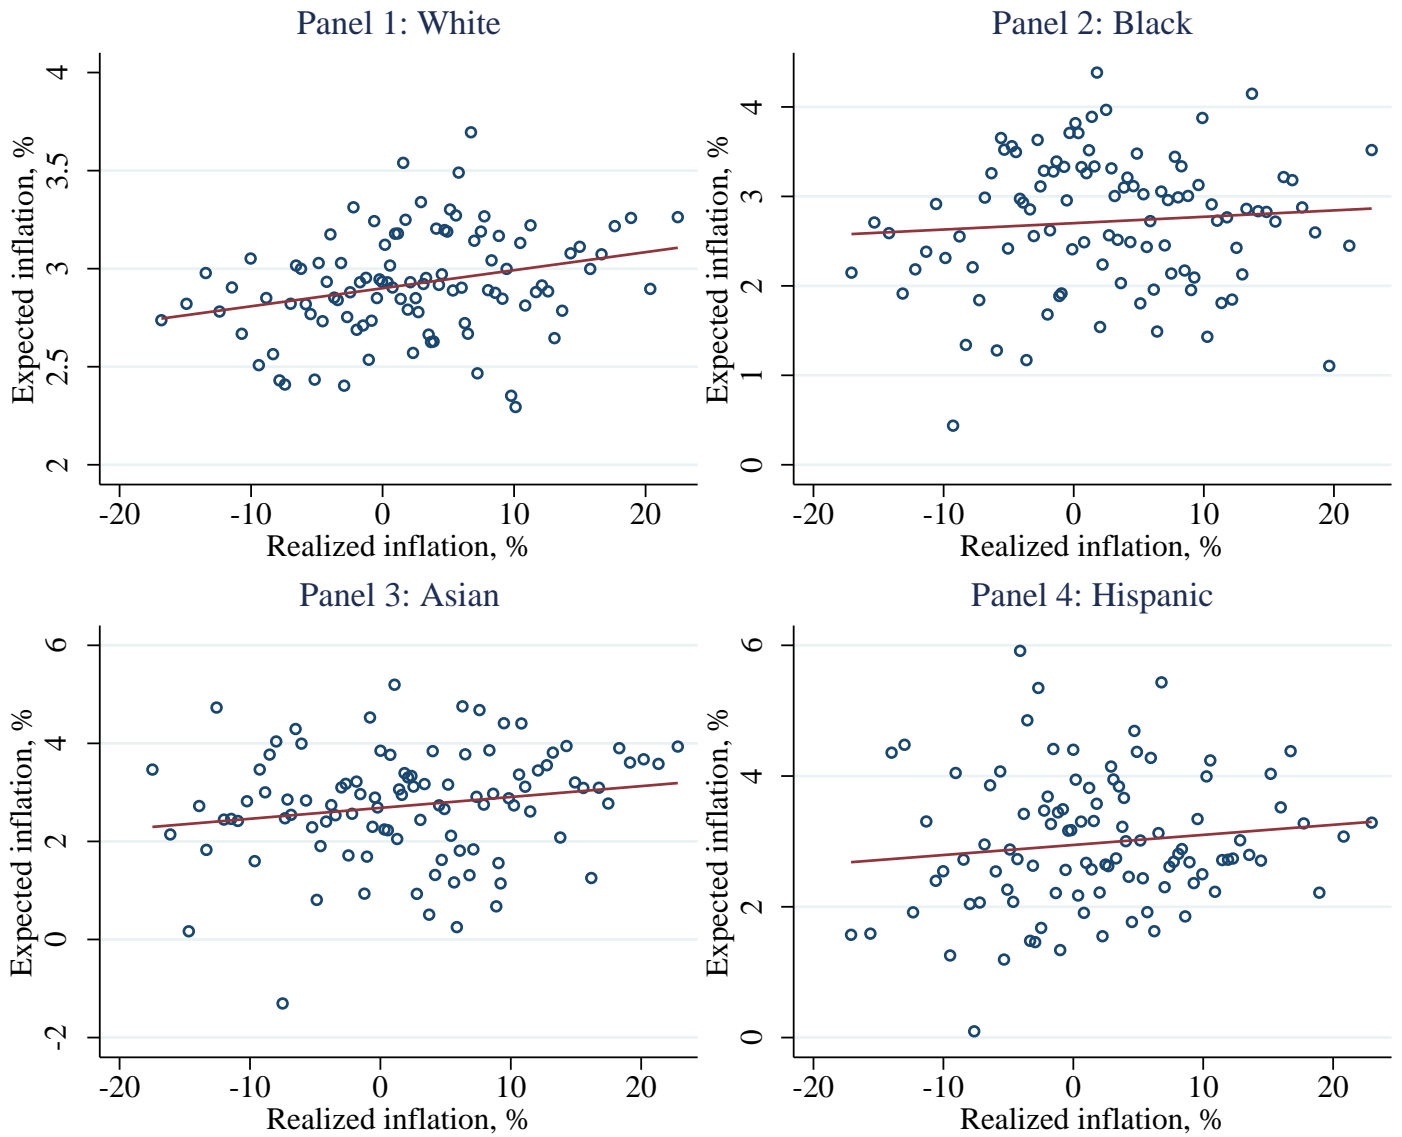 Panel 1: White
Expected inflation, %
4
3.5
3
2.5
2
-20 -10 0 10 20
Realized inflation, %
Panel 2: Black
Expected inflation, %
4
3
2
1
0
-20 -10 0 10 20
Realized inflation, %
Panel 3: Asian
Expected inflation, %
6
4
2
0
-2
-20 -10 0 10 20
Realized inflation, %
Panel 4: Hispanic
Expected inflation, %
6
4
2
0
-20 -10 0 10 20
Realized inflation, %